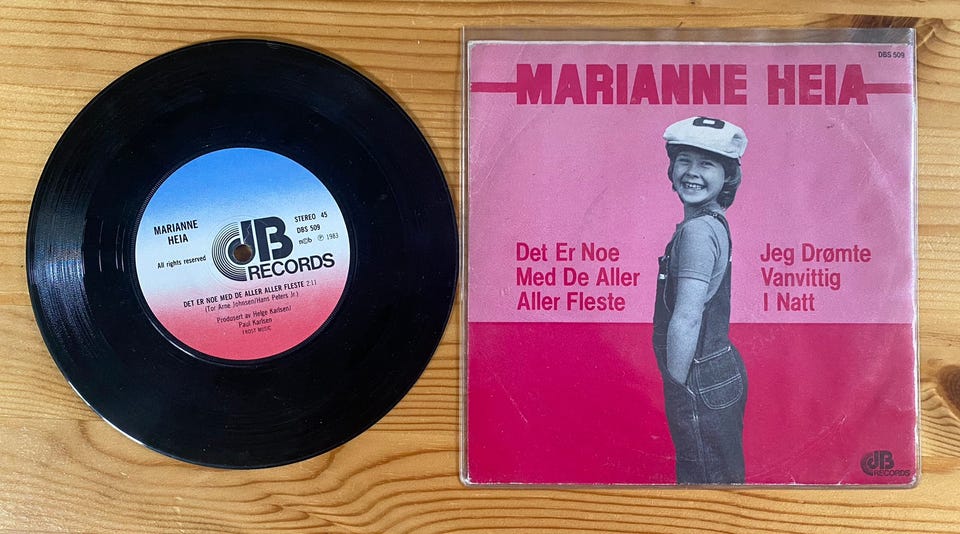 MARIANNE
HEIA
All rights reserved
dB
RECORDS
STEREO 45
DBS 509
n©b ℗ 1983
DET ER NOE MED DE ALLER ALLER FLESTE 2.11
(Tor Arne Johnsen/Hans Peters Jr.)
Produsert av Helge Karlsen/
Paul Karlsen
FROST MUSIC
DBS 509
MARIANNE HEIA
Det Er Noe
Med De Aller
Aller Fleste
Jeg Drømte
Vanvittig
I Natt
dB
RECORDS